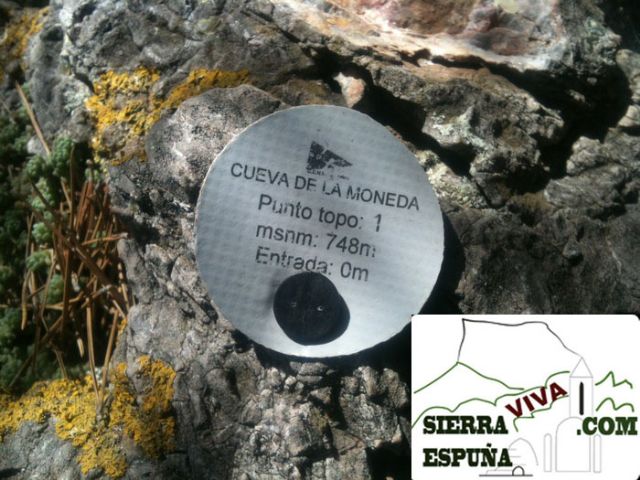 CUEVA DE LA MONEDA
Punto topo: 1
msnm: 748m
Entrada: 0m
SIERRA VIVA .COM
ESPUÑA